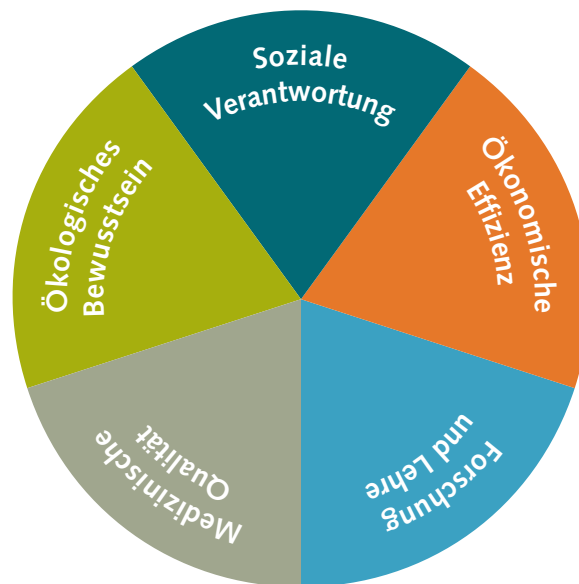 Soziale
Verantwortung
Ökonomische
Effizienz
Forschung
und Lehre
Medizinische
Qualität
Ökologisches
Bewusstsein